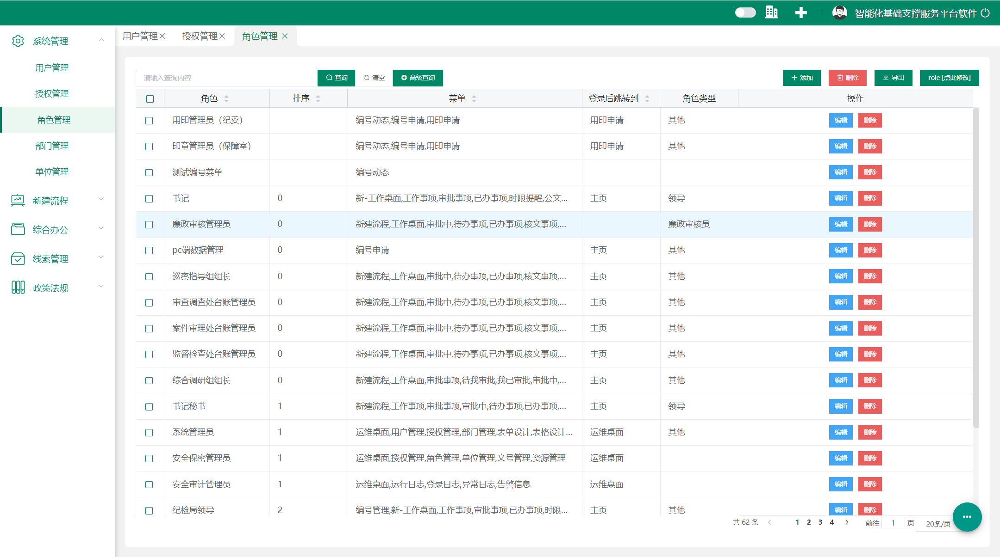 智能化基础支撑服务平台软件
系统管理
用户管理
授权管理
角色管理
部门管理
单位管理
新建流程
综合办公
线索管理
政策法规
用户管理 授权管理 角色管理
请输入查询内容 查询 清空 高级查询 添加 删除 导出 role [点此修改]
角色 排序 菜单 登录后跳转到 角色类型 操作
用印管理员（纪委） 编号动态,编号申请,用印申请 用印申请 其他 编辑 删除
印章管理员（保障室） 编号动态,编号申请,用印申请 用印申请 其他 编辑 删除
测试编号菜单 编号动态 编辑 删除
书记 0 新-工作桌面,工作事项,审批事项,已办事项,时限提醒,公文... 主页 领导 编辑 删除
廉政审核管理员 0 新建流程,工作桌面,审批中,待办事项,已办事项,核文事项,... 廉政审核员 编辑 删除
pc端数据管理 0 编号申请 主页 其他 编辑 删除
巡察指导组组长 0 新建流程,工作桌面,审批中,待办事项,已办事项,核文事项,... 主页 其他 编辑 删除
审查调查处台账管理员 0 新建流程,工作桌面,审批中,待办事项,已办事项,核文事项,... 主页 其他 编辑 删除
案件审理处台账管理员 0 新建流程,工作桌面,审批中,待办事项,已办事项,核文事项,... 主页 其他 编辑 删除
监督检查处台账管理员 0 新建流程,工作桌面,审批中,待办事项,已办事项,核文事项,... 主页 其他 编辑 删除
综合调研组组长 0 新建流程,工作桌面,审批事项,待我审批,我已审批,审批中,... 主页 其他 编辑 删除
书记秘书 1 新建流程,工作事项,审批事项,审批中,待办事项,已办事项,... 主页 领导 编辑 删除
系统管理员 1 运维桌面,用户管理,授权管理,部门管理,表单设计,表格设计... 运维桌面 其他 编辑 删除
安全保密管理员 1 运维桌面,授权管理,角色管理,单位管理,文号管理,资源管理 运维桌面 编辑 删除
安全审计管理员 1 运维桌面,运行日志,登录日志,异常日志,告警信息 运维桌面 编辑 删除
纪检局领导 2 编号管理,新-工作桌面,工作事项,审批事项,已办事项,时限... 主页 其他 编辑 删除
共 62 条 1 2 3 4 前往 1 页 20条/页